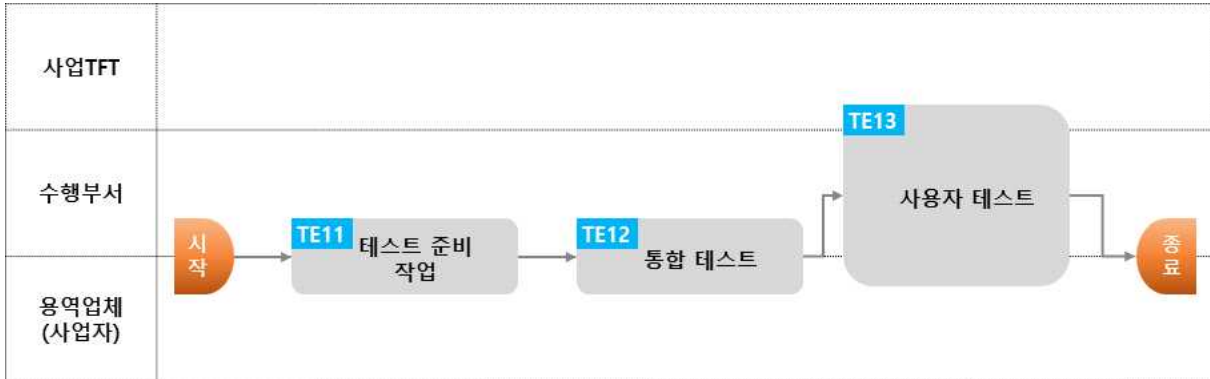 사업TFT
TE13
수행부서
사용자 테스트
시
작
TE11
테스트 준비
작업
TE12
통합 테스트
종
료
용역업체
(사업자)